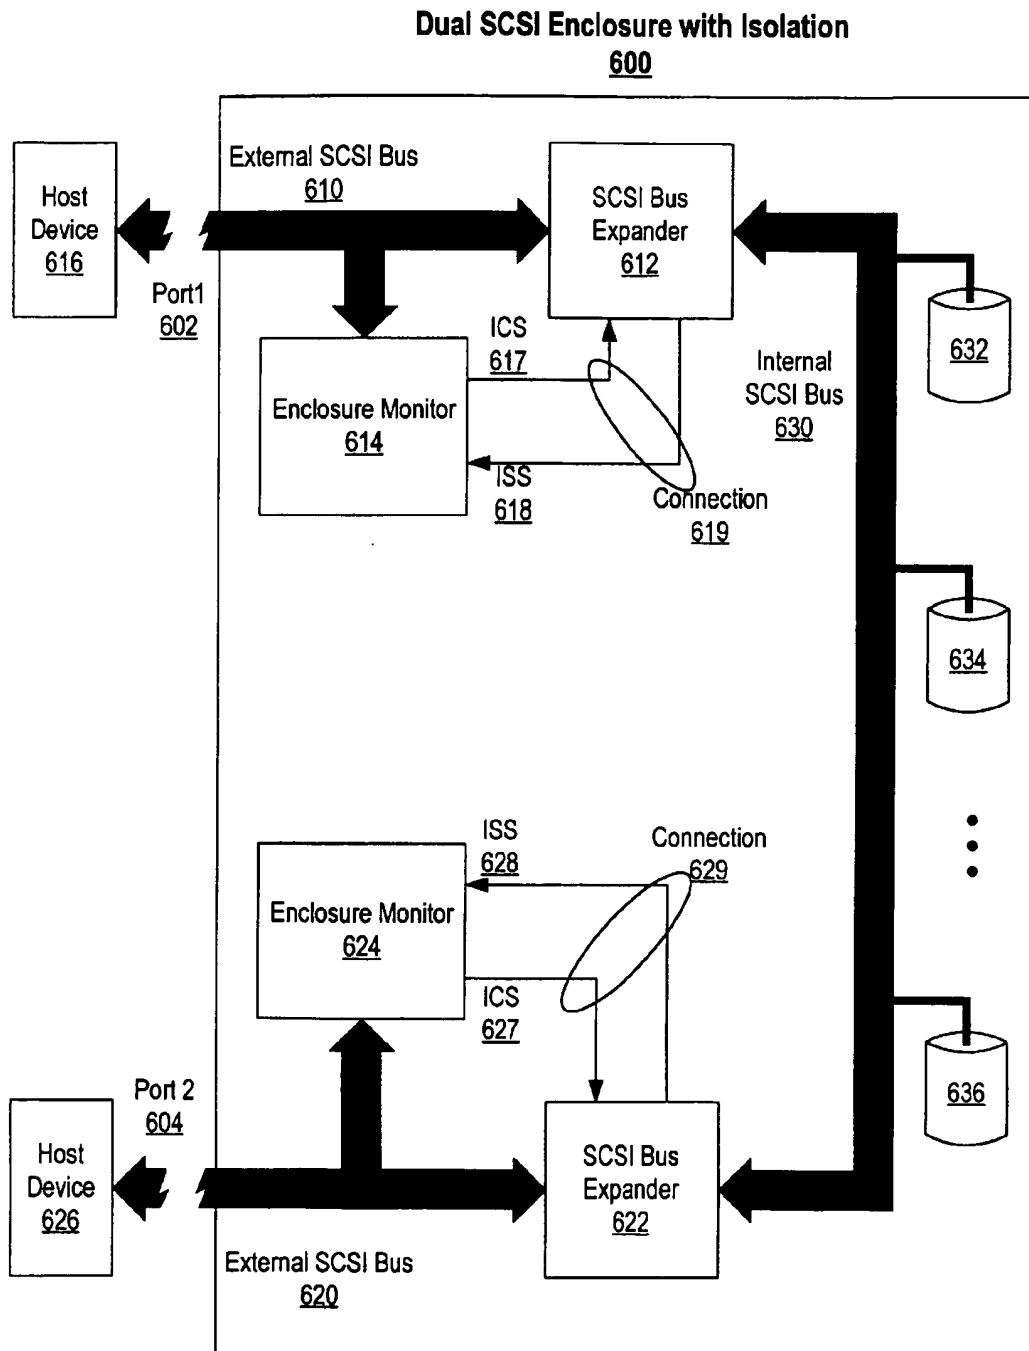 Dual SCSI Enclosure with Isolation
600
External SCSI Bus
610
Host
Device
616
SCSI Bus
Expander
612
Port1
602
ICS
617
632
Internal
SCSI Bus
630
Enclosure Monitor
614
ISS
618
Connection
619
634
ISS
628
Connection
629
Enclosure Monitor
624
ICS
627
636
Port 2
604
Host
Device
626
SCSI Bus
Expander
622
External SCSI Bus
620